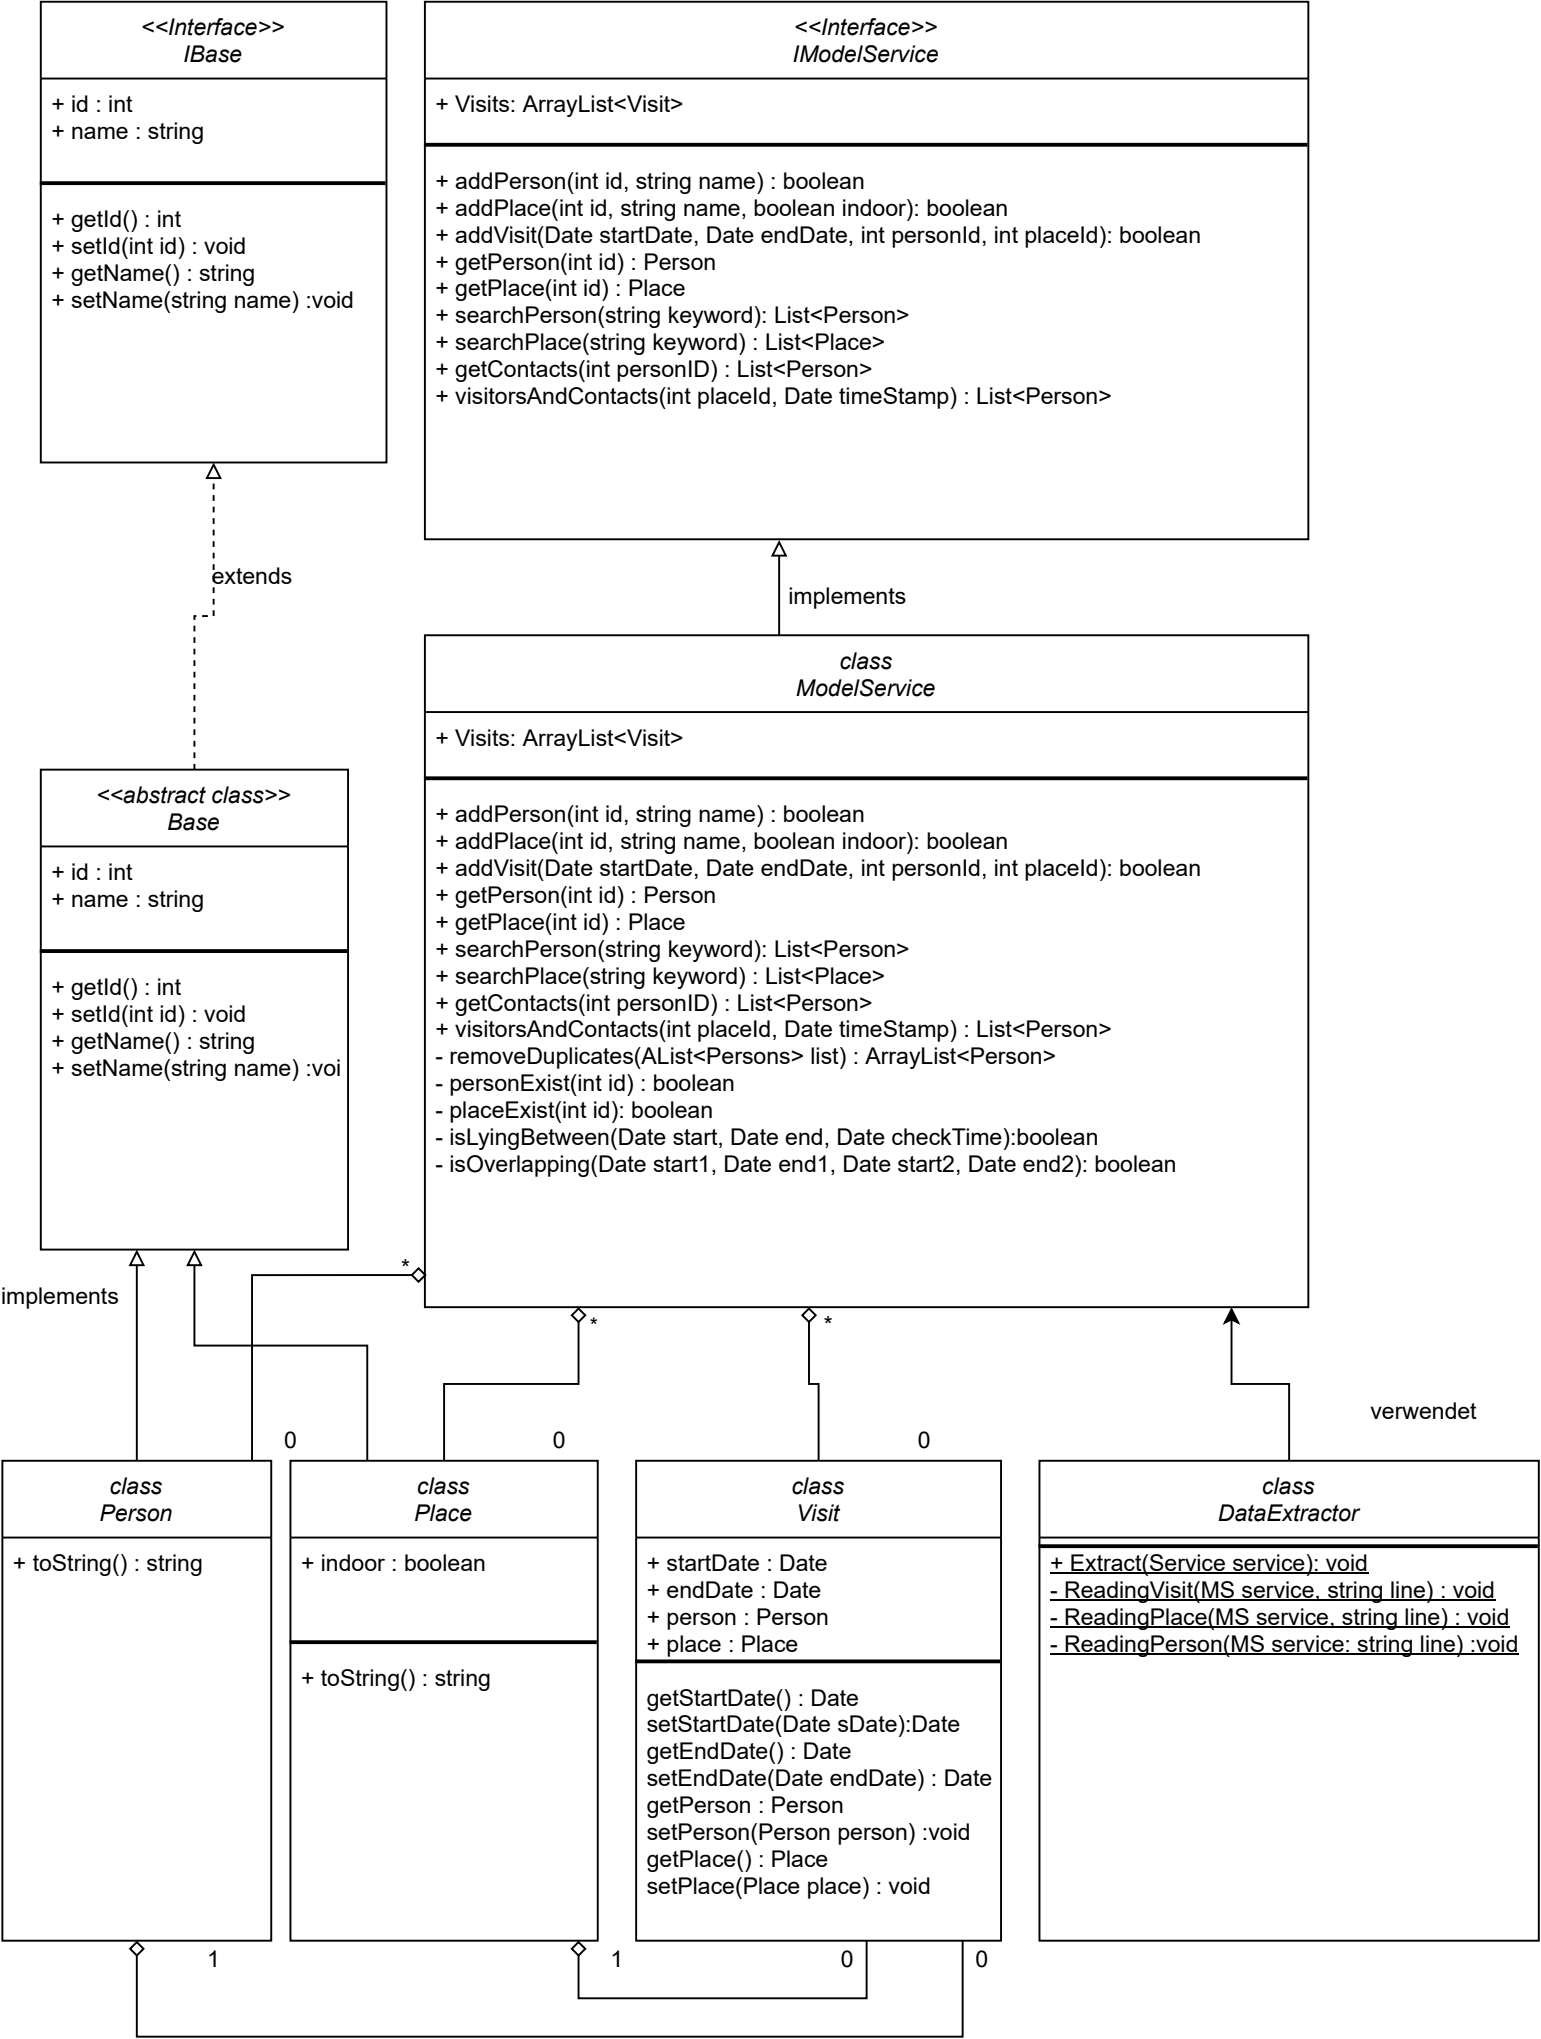 <<Interface>>
IBase
+ id : int
+ name : string
+ getId() : int
+ setId(int id) : void
+ getName() : string
+ setName(string name) :void
<<Interface>>
IModelService
+ Visits: ArrayList<Visit>
+ addPerson(int id, string name) : boolean
+ addPlace(int id, string name, boolean indoor): boolean
+ addVisit(Date startDate, Date endDate, int personId, int placeId): boolean
+ getPerson(int id) : Person
+ getPlace(int id) : Place
+ searchPerson(string keyword): List<Person>
+ searchPlace(string keyword) : List<Place>
+ getContacts(int personID) : List<Person>
+ visitorsAndContacts(int placeId, Date timeStamp) : List<Person>
extends
implements
class
ModelService
+ Visits: ArrayList<Visit>
+ addPerson(int id, string name) : boolean
+ addPlace(int id, string name, boolean indoor): boolean
+ addVisit(Date startDate, Date endDate, int personId, int placeId): boolean
+ getPerson(int id) : Person
+ getPlace(int id) : Place
+ searchPerson(string keyword): List<Person>
+ searchPlace(string keyword) : List<Place>
+ getContacts(int personID) : List<Person>
+ visitorsAndContacts(int placeId, Date timeStamp) : List<Person>
- removeDuplicates(AList<Persons> list) : ArrayList<Person>
- personExist(int id) : boolean
- placeExist(int id): boolean
- isLyingBetween(Date start, Date end, Date checkTime):boolean
- isOverlapping(Date start1, Date end1, Date start2, Date end2): boolean
<<abstract class>>
Base
+ id : int
+ name : string
+ getId() : int
+ setId(int id) : void
+ getName() : string
+ setName(string name) :voi
implements
*
*
*
verwendet
0
0
0
class
Person
+ toString() : string
class
Place
+ indoor : boolean
+ toString() : string
class
Visit
+ startDate : Date
+ endDate : Date
+ person : Person
+ place : Place
getStartDate() : Date
setStartDate(Date sDate):Date
getEndDate() : Date
setEndDate(Date endDate) : Date
getPerson : Person
setPerson(Person person) :void
getPlace() : Place
setPlace(Place place) : void
class
DataExtractor
+ Extract(Service service): void
- ReadingVisit(MS service, string line) : void
- ReadingPlace(MS service, string line) : void
- ReadingPerson(MS service: string line) :void
1
1
0
0